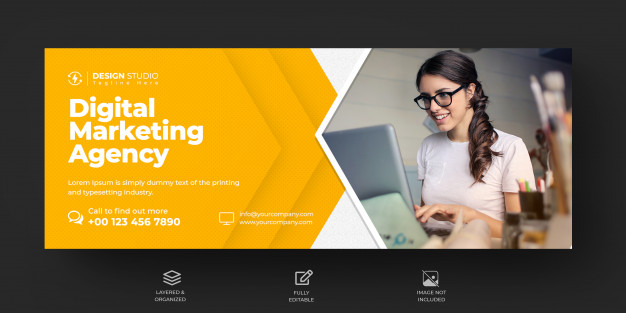 DESIGN STUDIO
Tagline Here
Digital
Marketing
Agency
Lorem ipsum is simply dummy text of the printing
and typesetting industry.
Call to find out more
+00 123 456 7890
info@yourcompany.com
www.yourcompany.com
LAYERED &
ORGANIZED
FULLY
EDITABLE
IMAGE NOT
INCLUDED